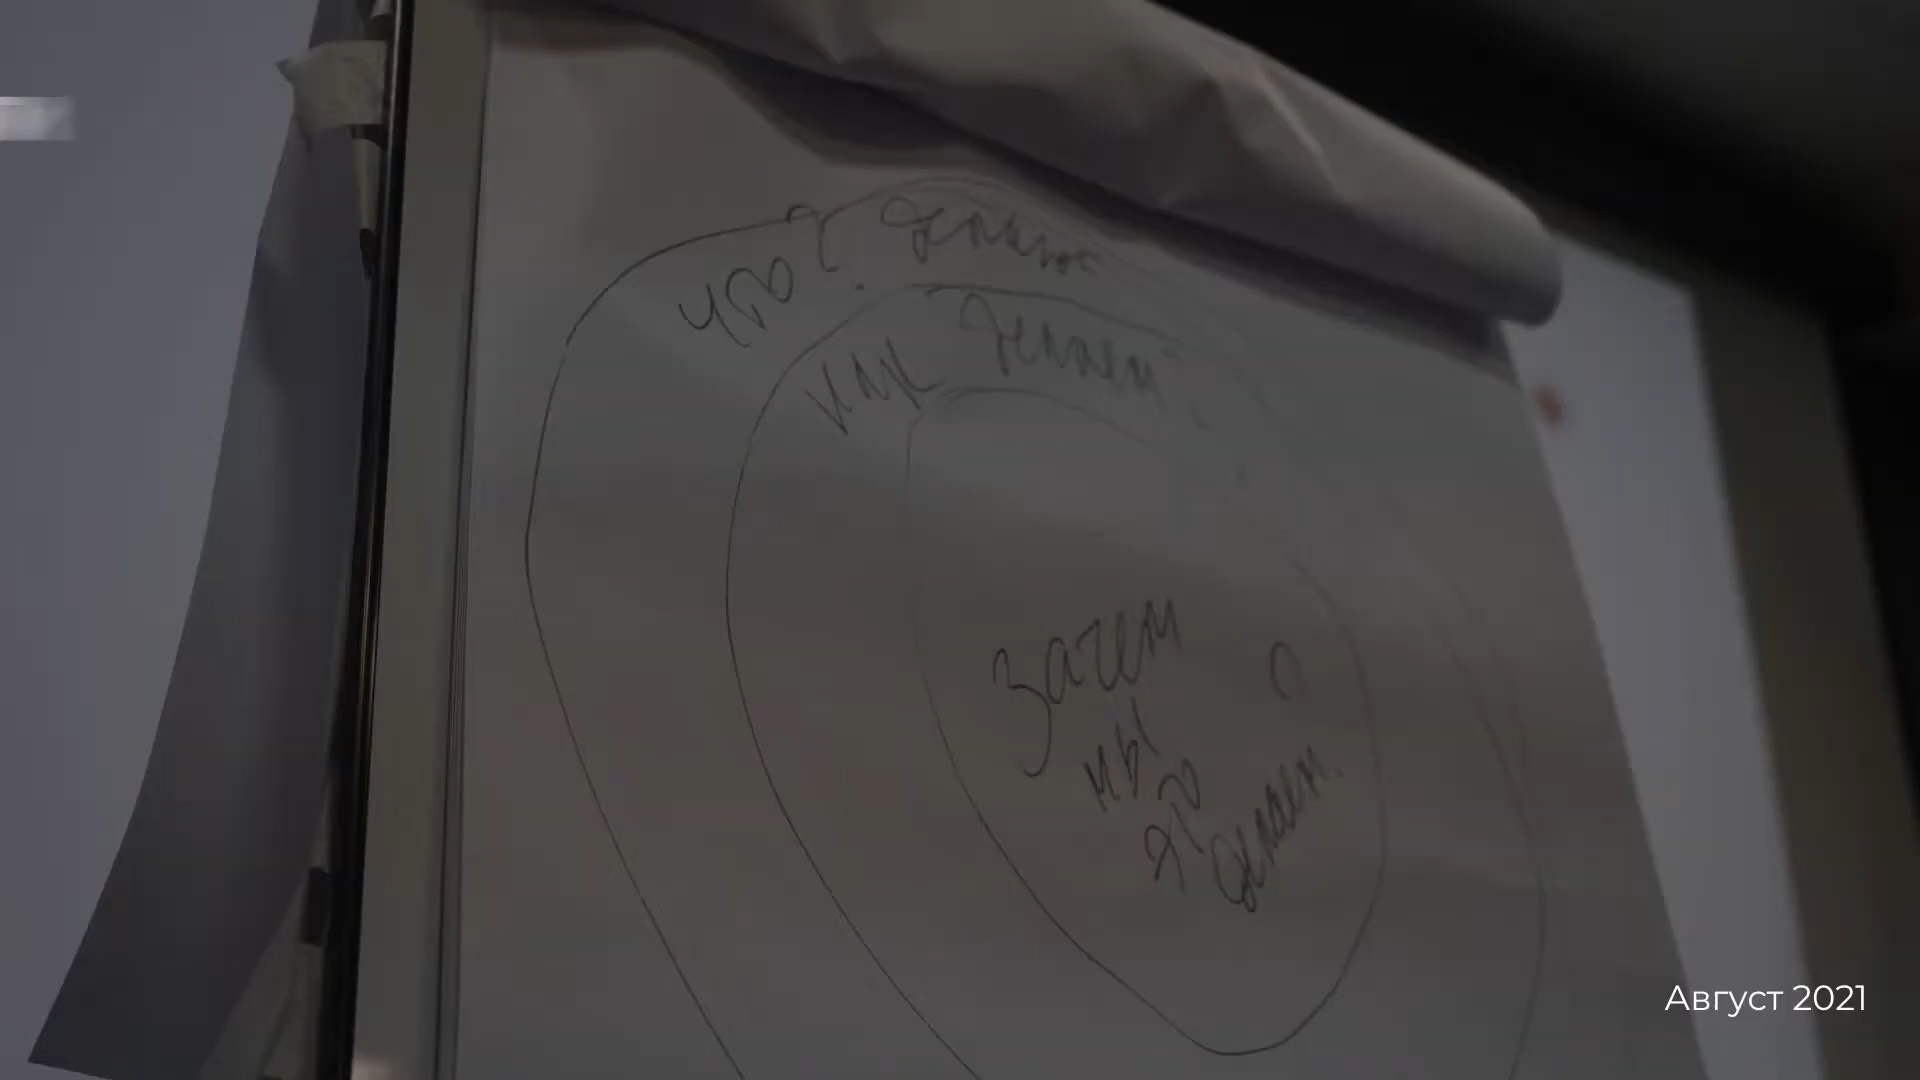 Что? делаем
Как делаем?
Зачем
мы
это
делаем?
Август 2021